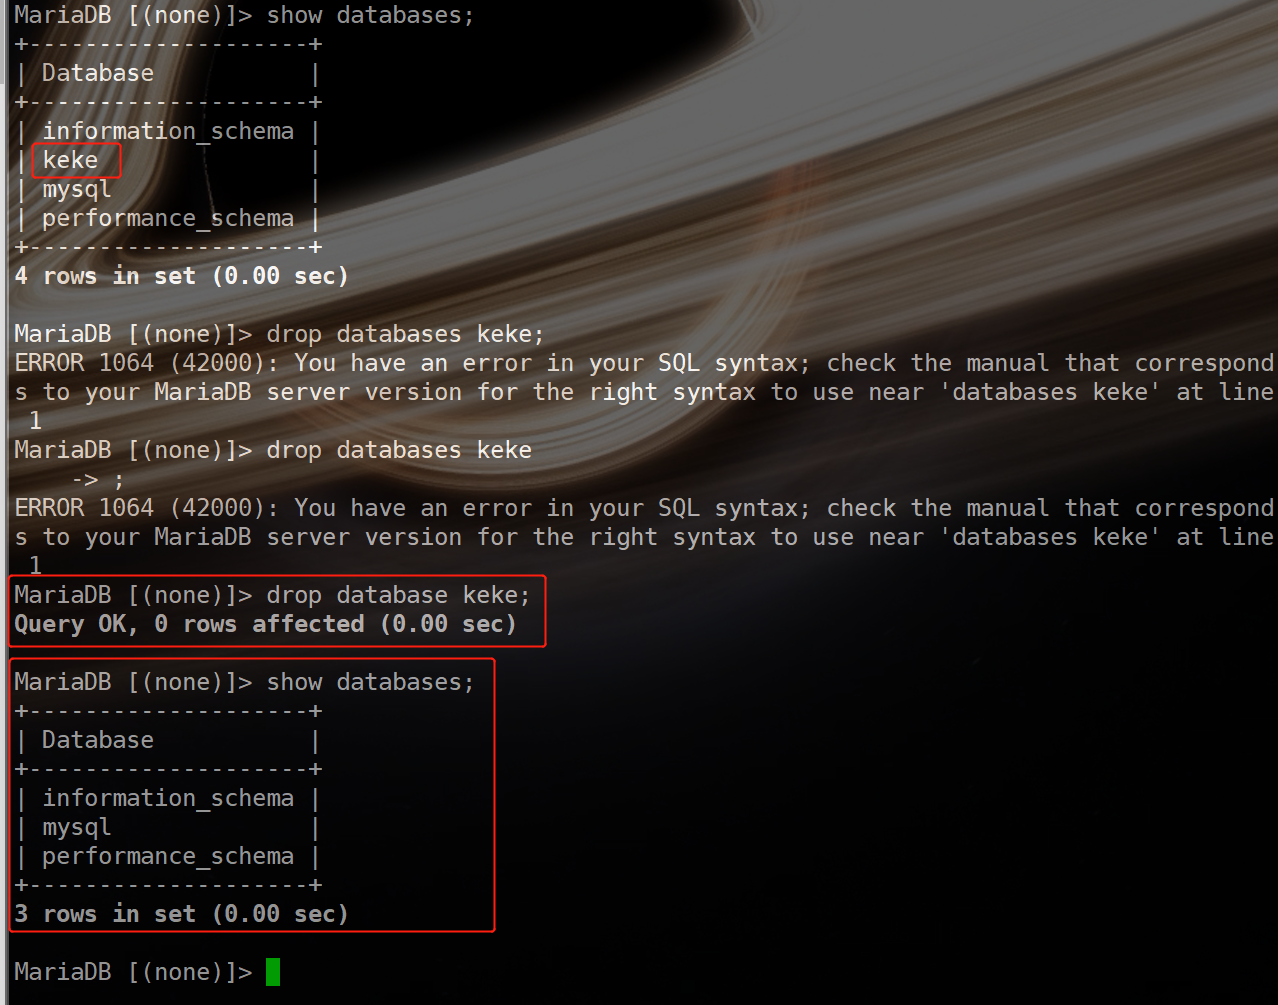 MariaDB [(none)]> show databases;
+--------------------+
| Database           |
+--------------------+
| information_schema |
| keke               |
| mysql              |
| performance_schema |
+--------------------+
4 rows in set (0.00 sec)
MariaDB [(none)]> drop databases keke;
ERROR 1064 (42000): You have an error in your SQL syntax; check the manual that correspond
s to your MariaDB server version for the right syntax to use near 'databases keke' at line
 1
MariaDB [(none)]> drop databases keke
    -> ;
ERROR 1064 (42000): You have an error in your SQL syntax; check the manual that correspond
s to your MariaDB server version for the right syntax to use near 'databases keke' at line
 1
MariaDB [(none)]> drop database keke;
Query OK, 0 rows affected (0.00 sec)
MariaDB [(none)]> show databases;
+--------------------+
| Database           |
+--------------------+
| information_schema |
| mysql              |
| performance_schema |
+--------------------+
3 rows in set (0.00 sec)
MariaDB [(none)]>